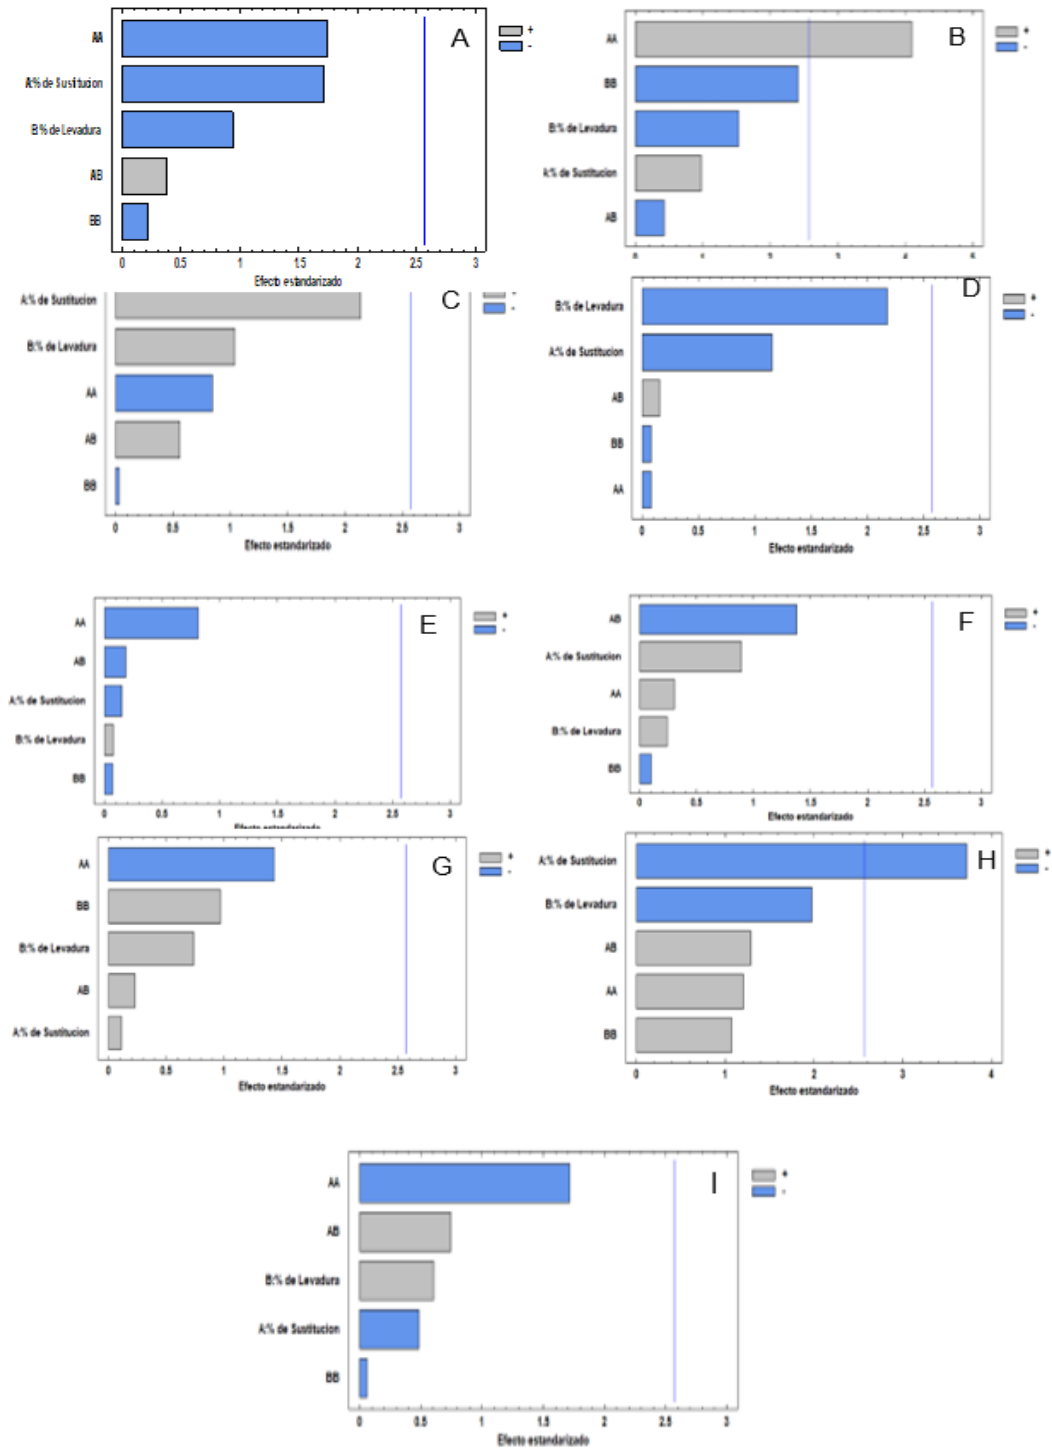 A
+
-
AA
A:% de Sustitucion
B:% de Levadura
AB
BB
0 0.5 1 1.5 2 2.5 3
Efecto estandarizado
B
+
-
AA
BB
B:% de Levadura
A:% de Sustitucion
AB
C
-
A:% de Sustitucion
B:% de Levadura
AA
AB
BB
0 0.5 1 1.5 2 2.5 3
Efecto estandarizado
D
+
-
B:% de Levadura
A:% de Sustitucion
AB
BB
AA
0 0.5 1 1.5 2 2.5 3
Efecto estandarizado
E
+
-
AA
AB
A:% de Sustitucion
B:% de Levadura
BB
0 0.5 1 1.5 2 2.5 3
Efecto estandarizado
F
+
-
AB
A:% de Sustitucion
AA
B:% de Levadura
BB
0 0.5 1 1.5 2 2.5 3
Efecto estandarizado
G
+
-
AA
BB
B:% de Levadura
AB
A:% de Sustitucion
0 0.5 1 1.5 2 2.5 3
Efecto estandarizado
H
+
-
A:% de Sustitucion
B:% de Levadura
AB
AA
BB
0 1 2 3 4
Efecto estandarizado
I
+
-
AA
AB
B:% de Levadura
A:% de Sustitucion
BB
0 0.5 1 1.5 2 2.5 3
Efecto estandarizado